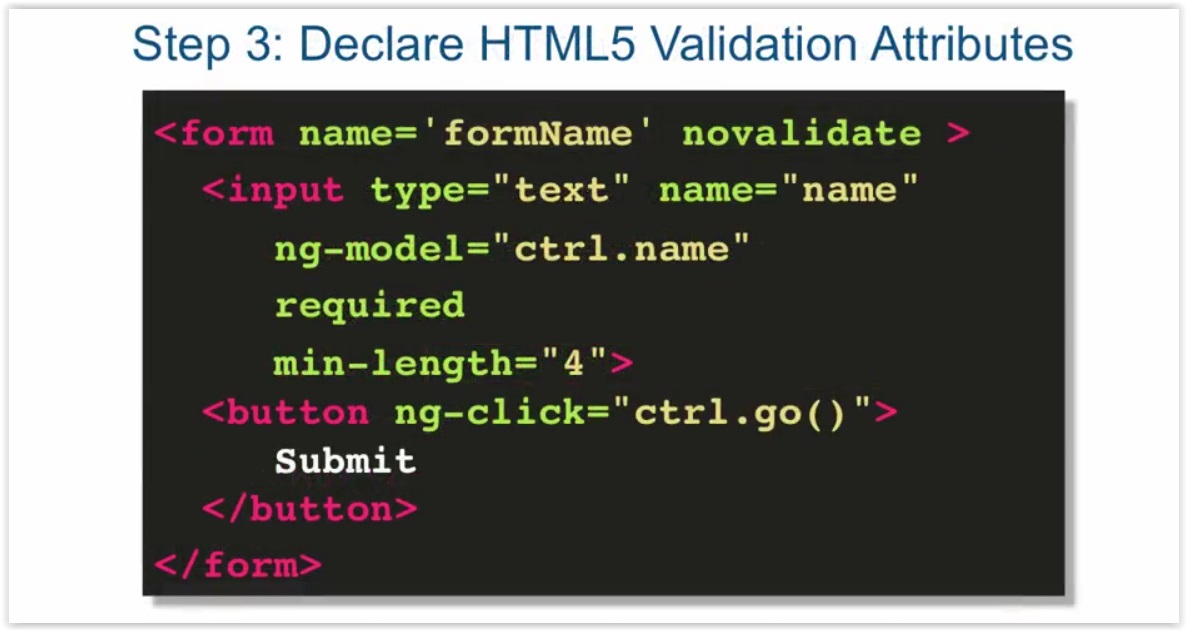 Step 3: Declare HTML5 Validation Attributes
<form name='formName' novalidate >
<input type="text" name="name"
ng-model="ctrl.name"
required
min-length="4">
<button ng-click="ctrl.go()">
Submit
</button>
</form>